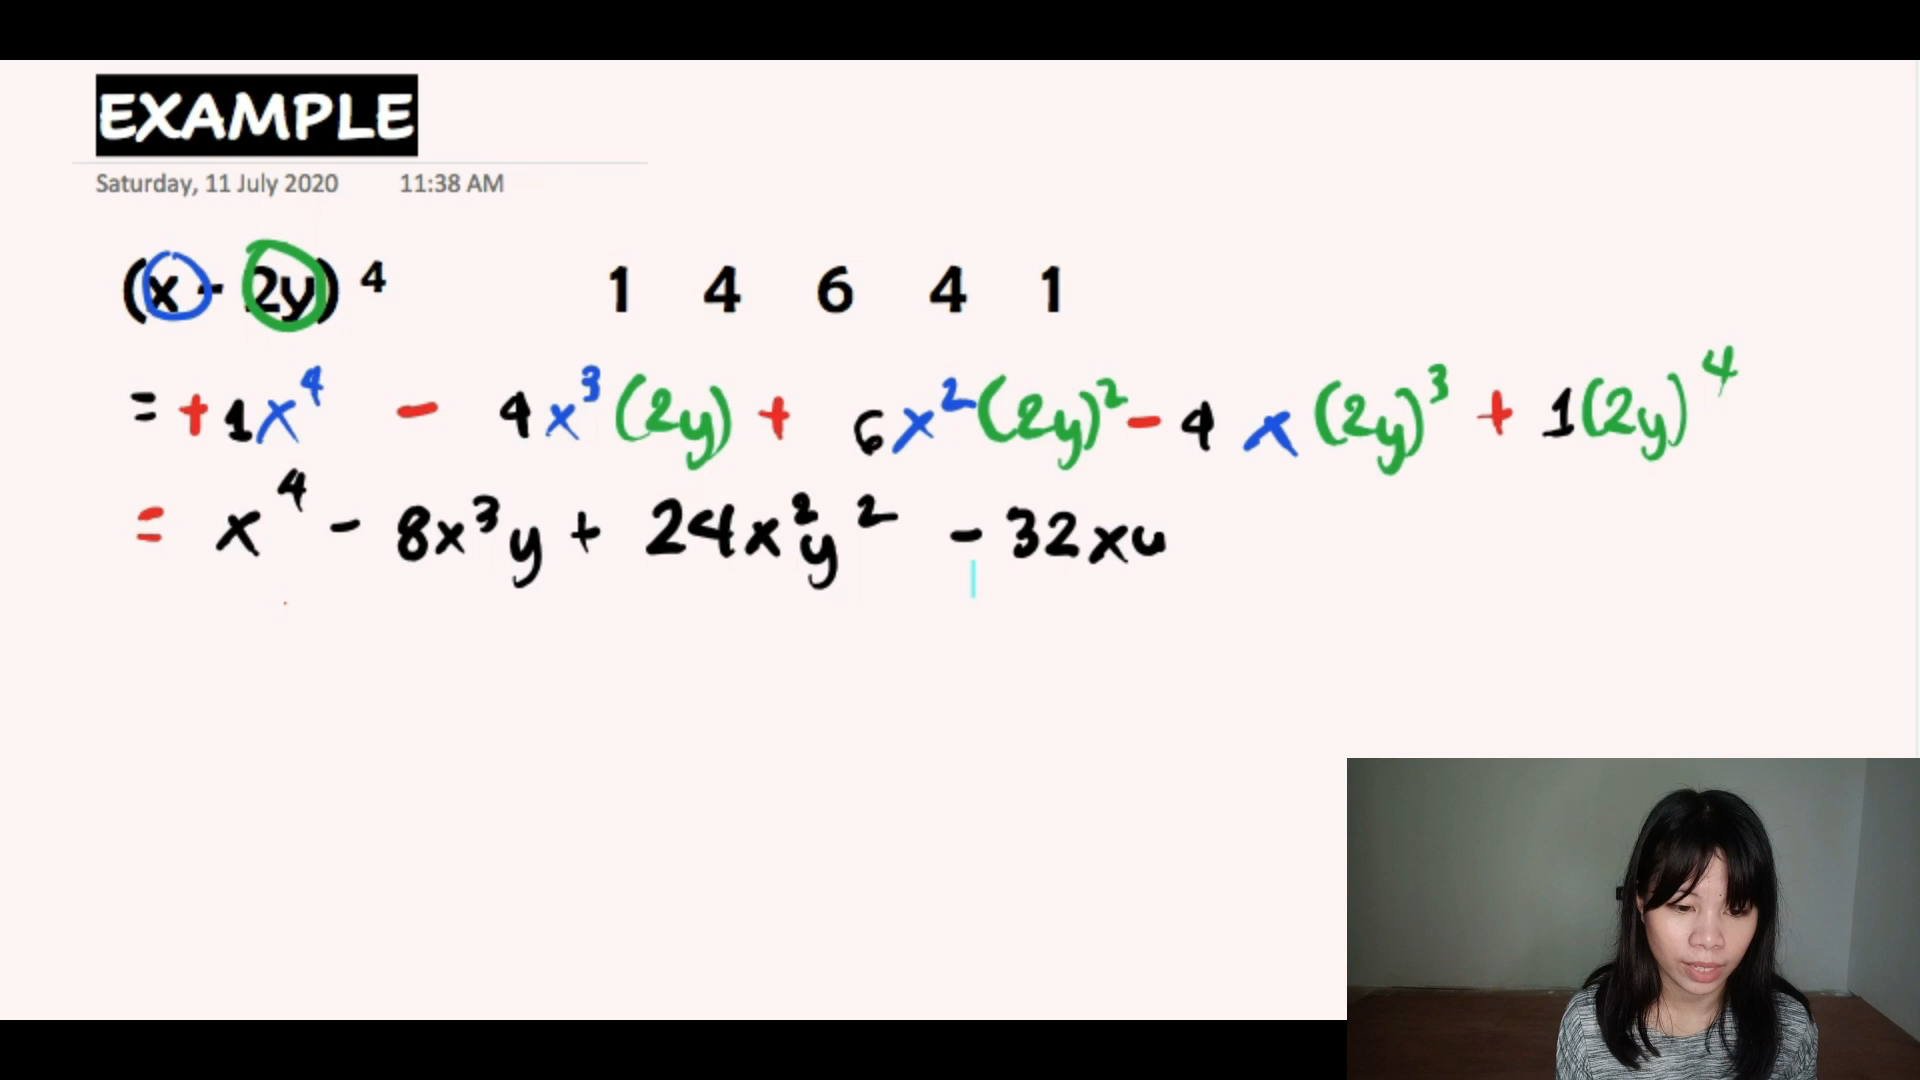 EXAMPLE
Saturday, 11 July 2020 11:38 AM
(x - 2y)⁴ 1 4 6 4 1
= + 1x⁴ - 4x³(2y) + 6x²(2y)² - 4x(2y)³ + 1(2y)⁴
= x⁴ - 8x³y + 24x²y² - 32x